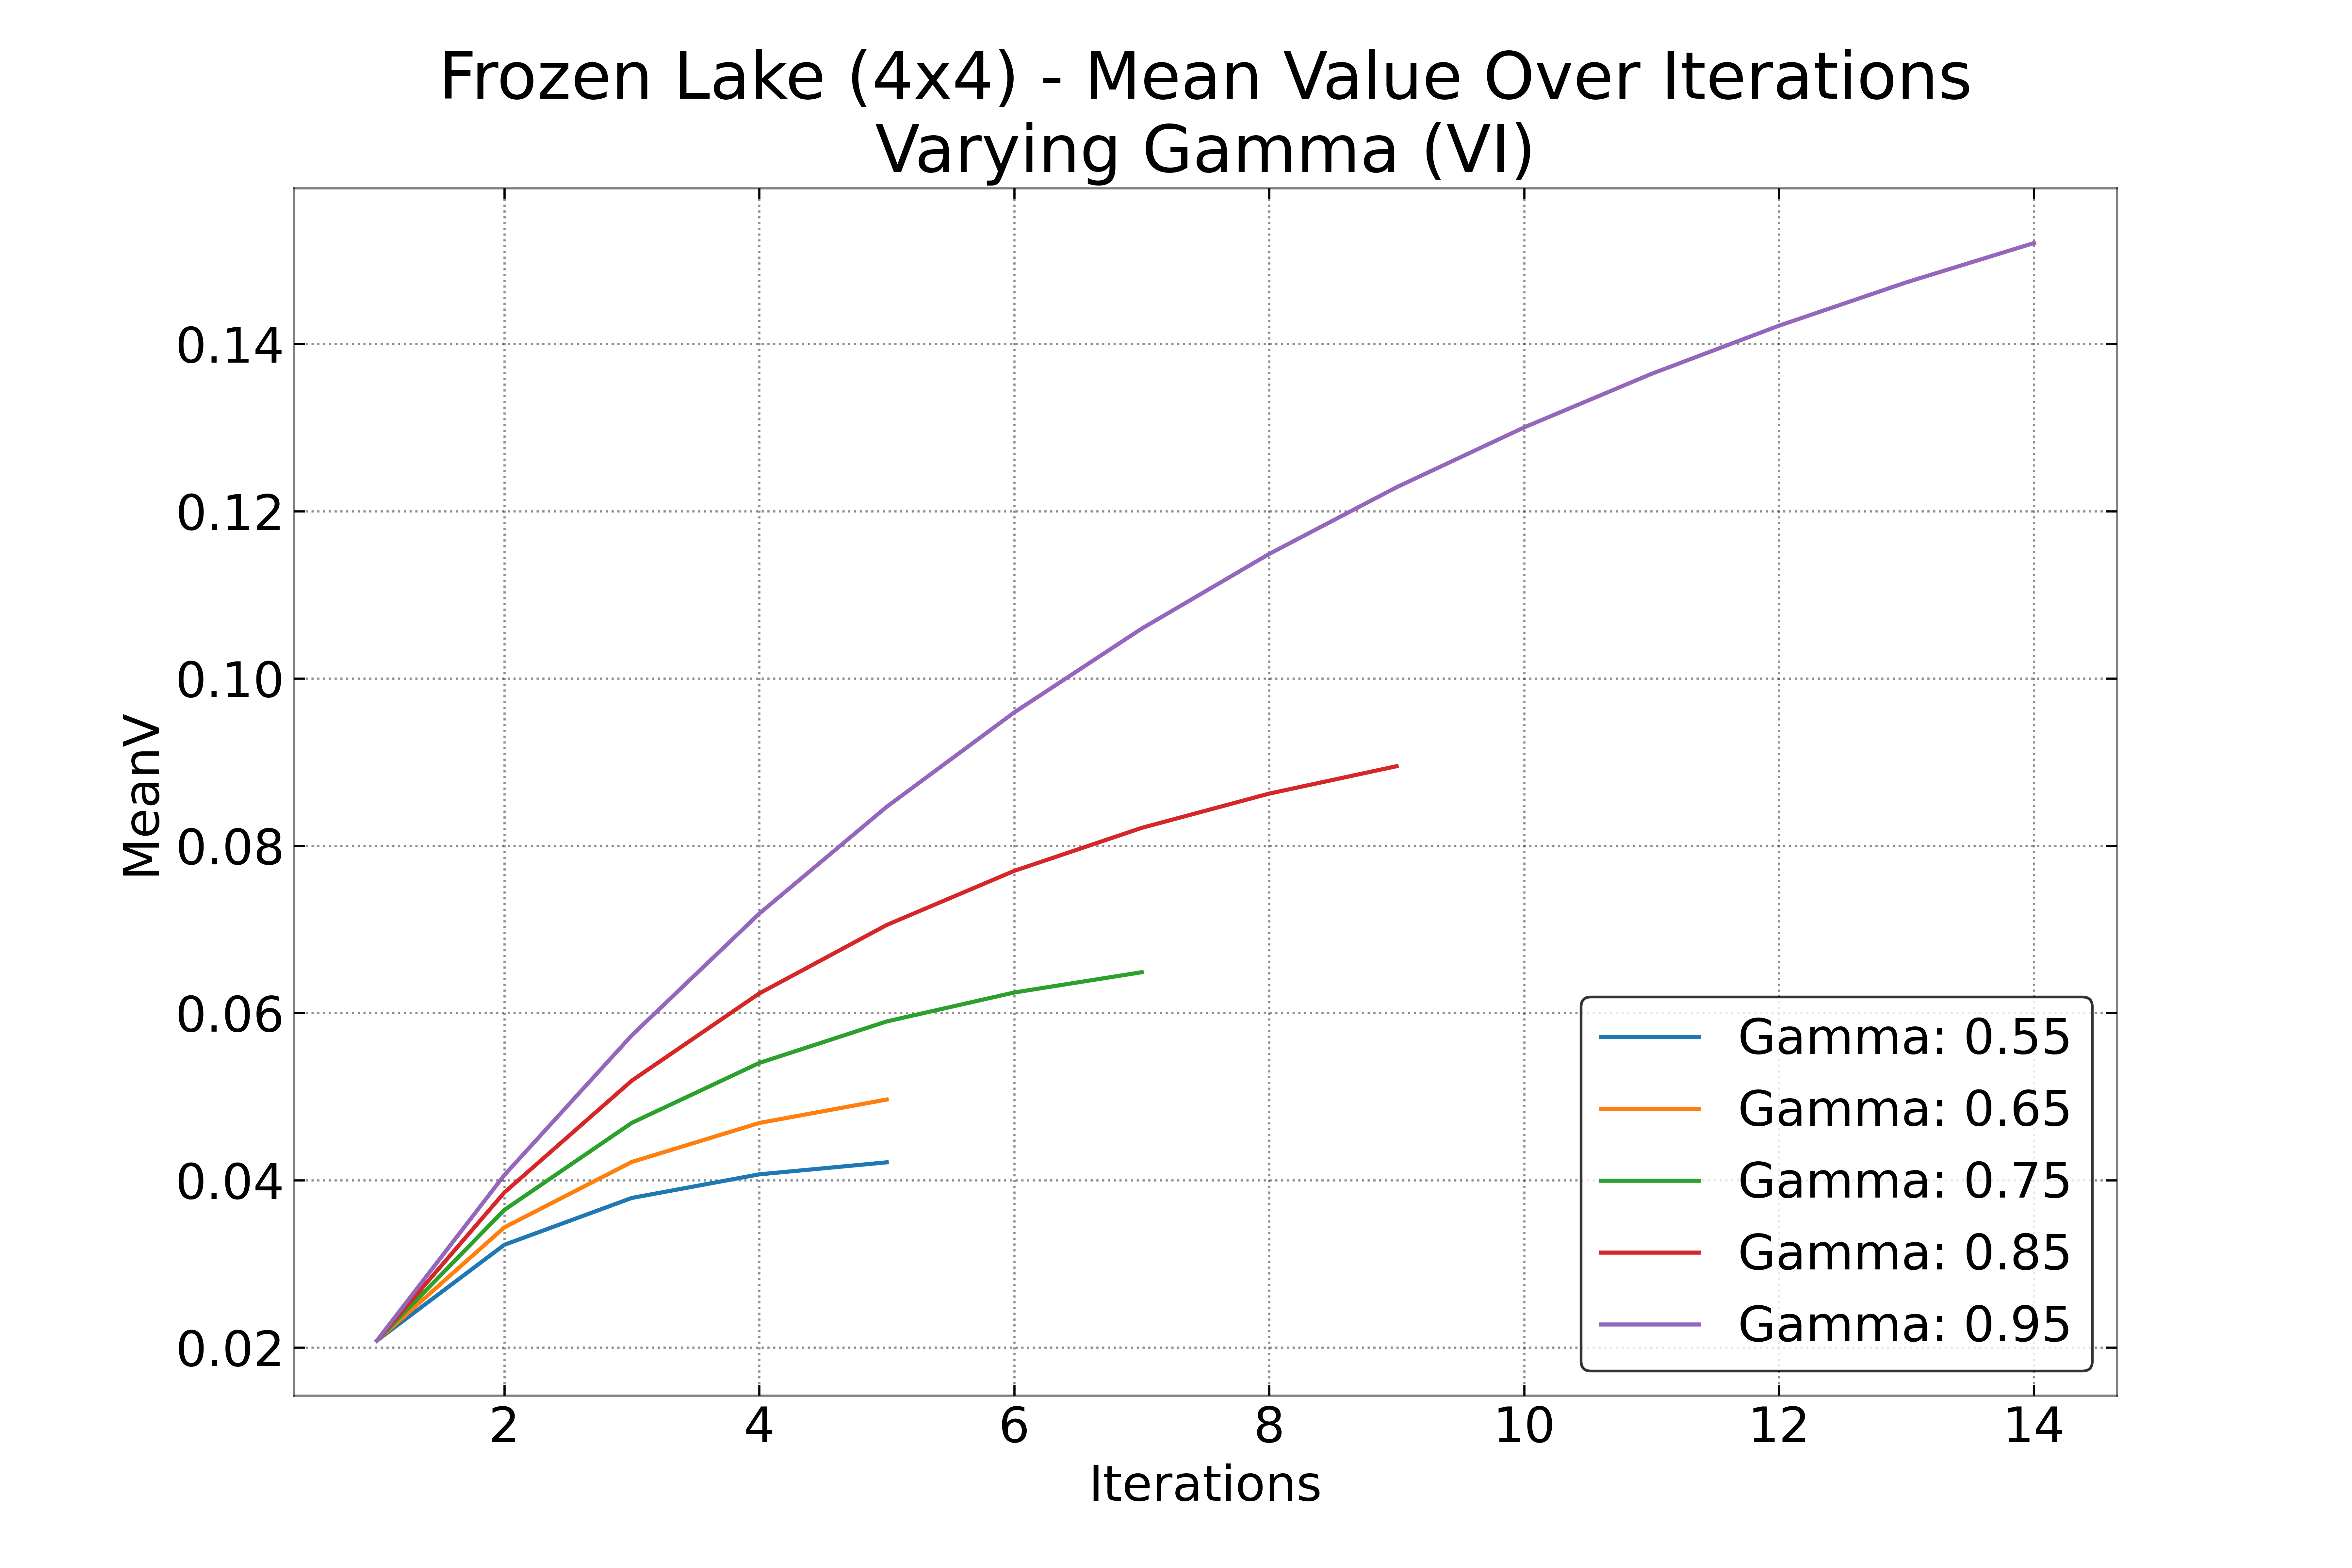 Frozen Lake (4x4) - Mean Value Over Iterations
Varying Gamma (VI)
MeanV
0.14
0.12
0.10
0.08
0.06
0.04
0.02
Gamma: 0.55
Gamma: 0.65
Gamma: 0.75
Gamma: 0.85
Gamma: 0.95
2 4 6 8 10 12 14
Iterations